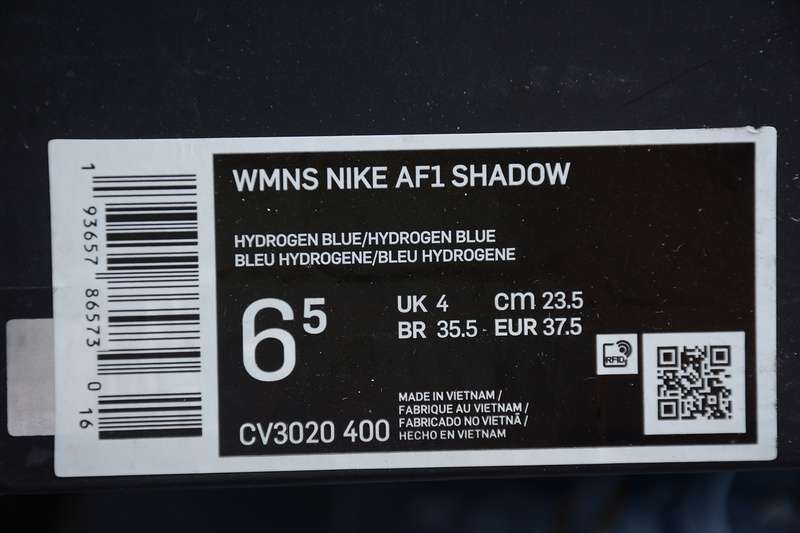 WMNS NIKE AF1 SHADOW
HYDROGEN BLUE/HYDROGEN BLUE
BLEU HYDROGENE/BLEU HYDROGENE
6 5
UK 4 cm 23.5
BR 35.5 - EUR 37.5
RFID
CV3020 400
MADE IN VIETNAM /
FABRIQUE AU VIETNAM /
FABRICADO NO VIETNÃ /
HECHO EN VIETNAM
1 93657 86573 0 16